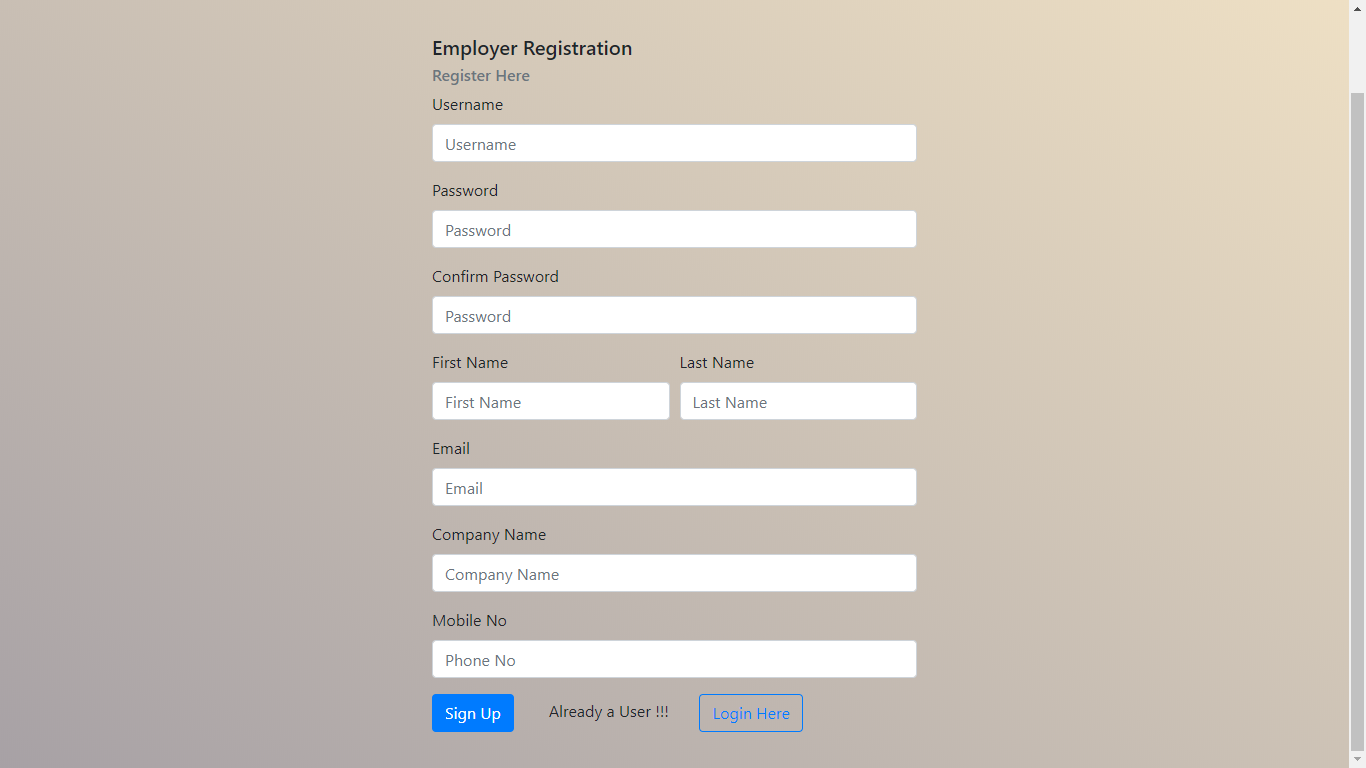 Employer Registration
Register Here
Username
Username
Password
Password
Confirm Password
Password
First Name Last Name
First Name Last Name
Email
Email
Company Name
Company Name
Mobile No
Phone No
Sign Up Already a User !!! Login Here